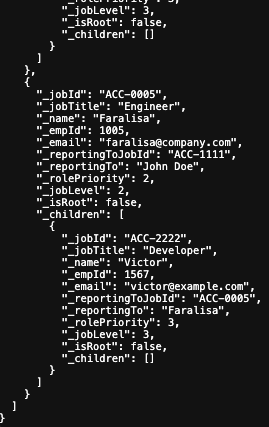 "_rolePriority": 3,
"_jobLevel": 3,
"_isRoot": false,
"_children": []
}
]
},
{
"_jobId": "ACC-0005",
"_jobTitle": "Engineer",
"_name": "Faralisa",
"_empId": 1005,
"_email": "faralisa@company.com",
"_reportingToJobId": "ACC-1111",
"_reportingTo": "John Doe",
"_rolePriority": 2,
"_jobLevel": 2,
"_isRoot": false,
"_children": [
{
"_jobId": "ACC-2222",
"_jobTitle": "Developer",
"_name": "Victor",
"_empId": 1567,
"_email": "victor@example.com",
"_reportingToJobId": "ACC-0005",
"_reportingTo": "Faralisa",
"_rolePriority": 3,
"_jobLevel": 3,
"_isRoot": false,
"_children": []
}
]
}
]
}